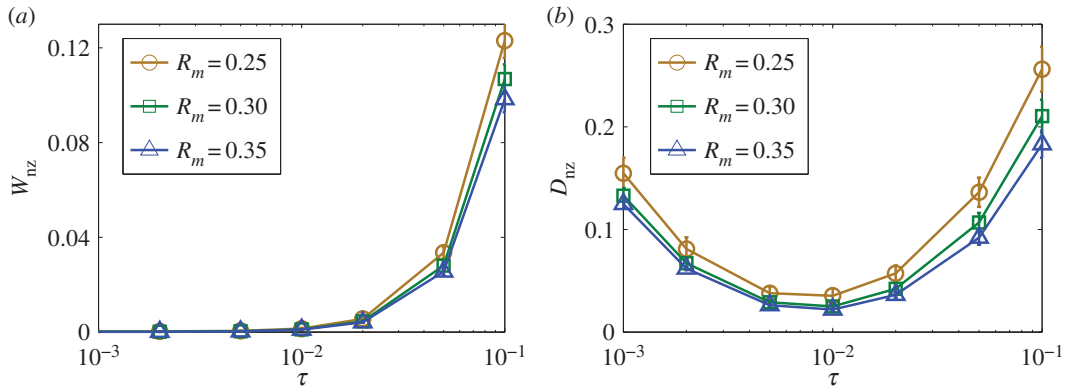 (a)
0.12
0.08
0.04
0
W_nz
R_m = 0.25
R_m = 0.30
R_m = 0.35
10^-3
10^-2
10^-1
τ
(b)
0.3
0.2
0.1
0
D_nz
R_m = 0.25
R_m = 0.30
R_m = 0.35
10^-3
10^-2
10^-1
τ